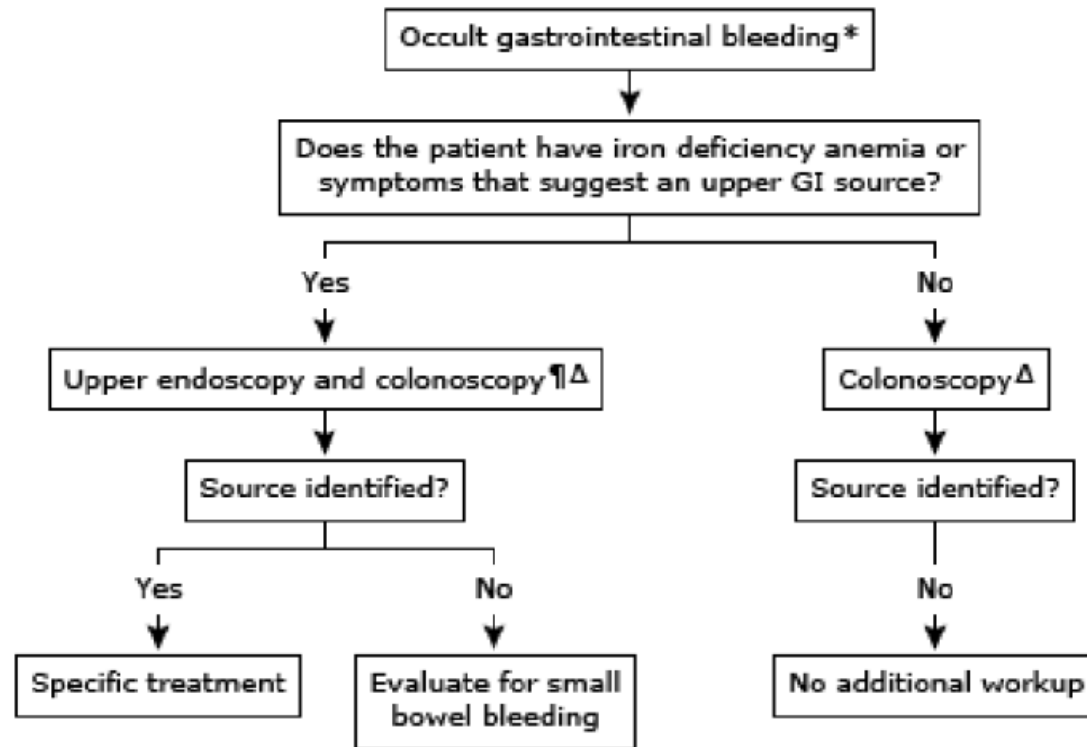 Occult gastrointestinal bleeding*
Does the patient have iron deficiency anemia or
symptoms that suggest an upper GI source?
Yes
No
Upper endoscopy and colonoscopy¶Δ
ColonoscopyΔ
Source identified?
Source identified?
Yes
No
No
Specific treatment
Evaluate for small
bowel bleeding
No additional workup